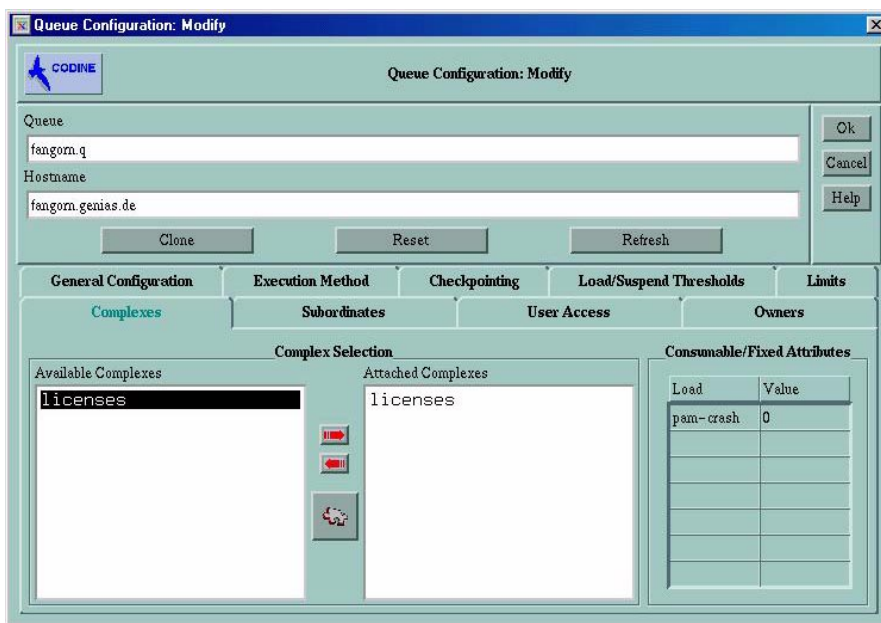 Queue Configuration: Modify
CODINE
Queue Configuration: Modify
Queue
fangorn.q
Hostname
fangorn.genias.de
Ok
Cancel
Help
Clone Reset Refresh
General Configuration Execution Method Checkpointing Load/Suspend Thresholds Limits
Complexes Subordinates User Access Owners
Complex Selection
Available Complexes
licenses
Attached Complexes
licenses
Consumable/Fixed Attributes
Load Value
pam-crash 0